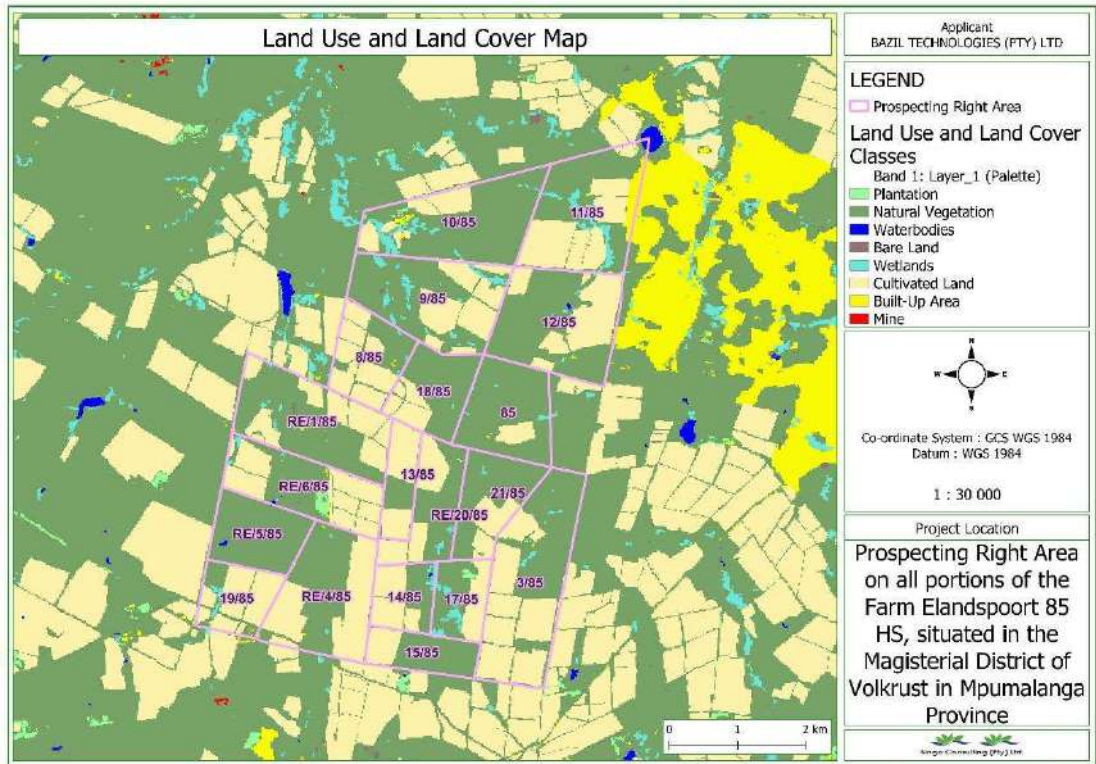 Land Use and Land Cover Map
10/85
11/85
9/85
12/85
8/85
18/85
85
RE/1/85
13/85
RE/6/85
21/85
RE/20/85
RE/5/85
3/85
19/85
RE/4/85
14/85
17/85
15/85
0 1 2 km
Applicant
BAZIL TECHNOLOGIES (PTY) LTD
LEGEND
Prospecting Right Area
Land Use and Land Cover
Classes
Band 1: Layer_1 (Palette)
Plantation
Natural Vegetation
Waterbodies
Bare Land
Wetlands
Cultivated Land
Built-Up Area
Mine
N
W E
S
Co-ordinate System : GCS WGS 1984
Datum : WGS 1984
1 : 30 000
Project Location
Prospecting Right Area
on all portions of the
Farm Elandspoort 85
HS, situated in the
Magisterial District of
Volkrust in Mpumalanga
Province
Singo Consulting (Pty) Ltd